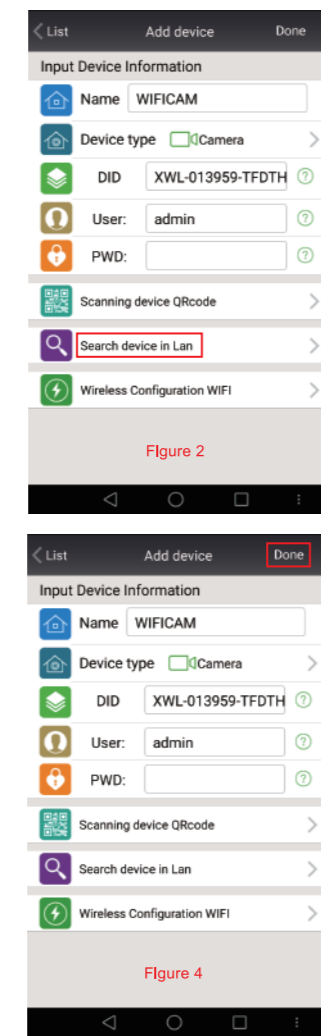 List Add device Done
Input Device Information
Name WIFICAM
Device type Camera
DID XWL-013959-TFDTH ?
User: admin ?
PWD: ?
Scanning device QRcode
Search device in Lan
Wireless Configuration WIFI
FIgure 2
List Add device Done
Input Device Information
Name WIFICAM
Device type Camera
DID XWL-013959-TFDTH ?
User: admin ?
PWD: ?
Scanning device QRcode
Search device in Lan
Wireless Configuration WIFI
FIgure 4